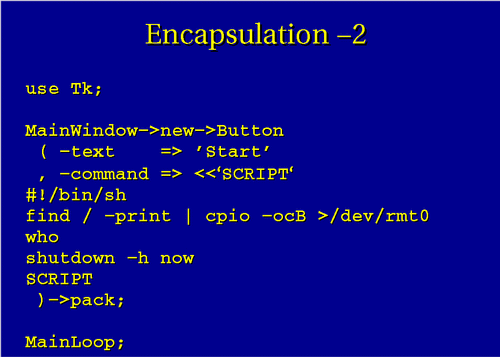 Encapsulation –2
use Tk;
MainWindow–>new–>Button
( –text => ’Start’
, –command => <<‘SCRIPT‘
#!/bin/sh
find / –print | cpio –ocB >/dev/rmt0
who
shutdown –h now
SCRIPT
)–>pack;
MainLoop;